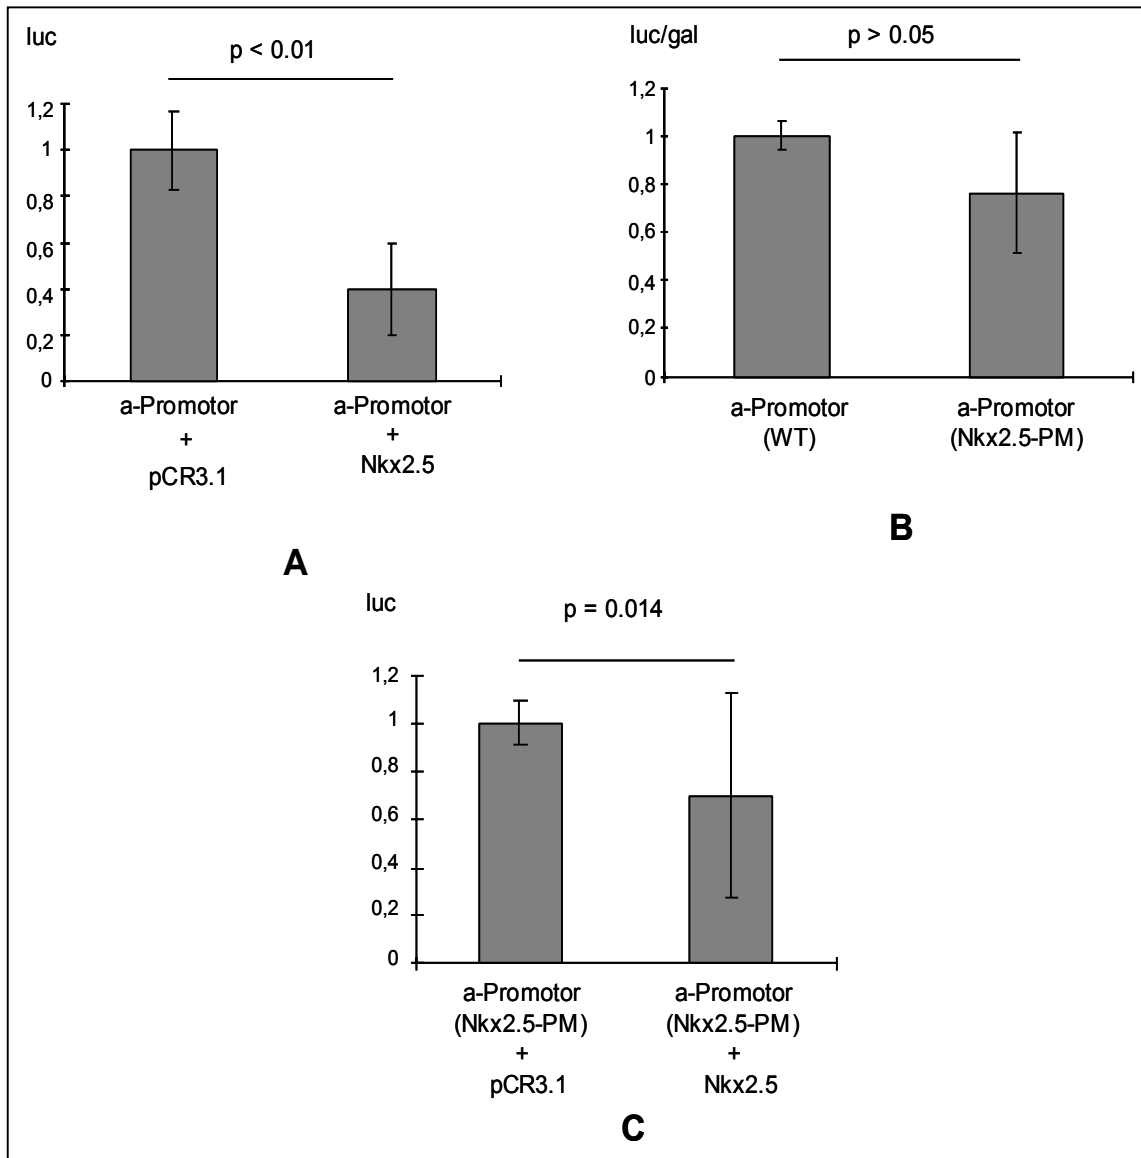 luc
p < 0.01
1,2
1
0,8
0,6
0,4
0,2
0
a-Promotor
+
pCR3.1
a-Promotor
+
Nkx2.5
A
luc/gal
p > 0.05
1,2
1
0,8
0,6
0,4
0,2
0
a-Promotor
(WT)
a-Promotor
(Nkx2.5-PM)
B
luc
p = 0.014
1,2
1
0,8
0,6
0,4
0,2
0
a-Promotor
(Nkx2.5-PM)
+
pCR3.1
a-Promotor
(Nkx2.5-PM)
+
Nkx2.5
C